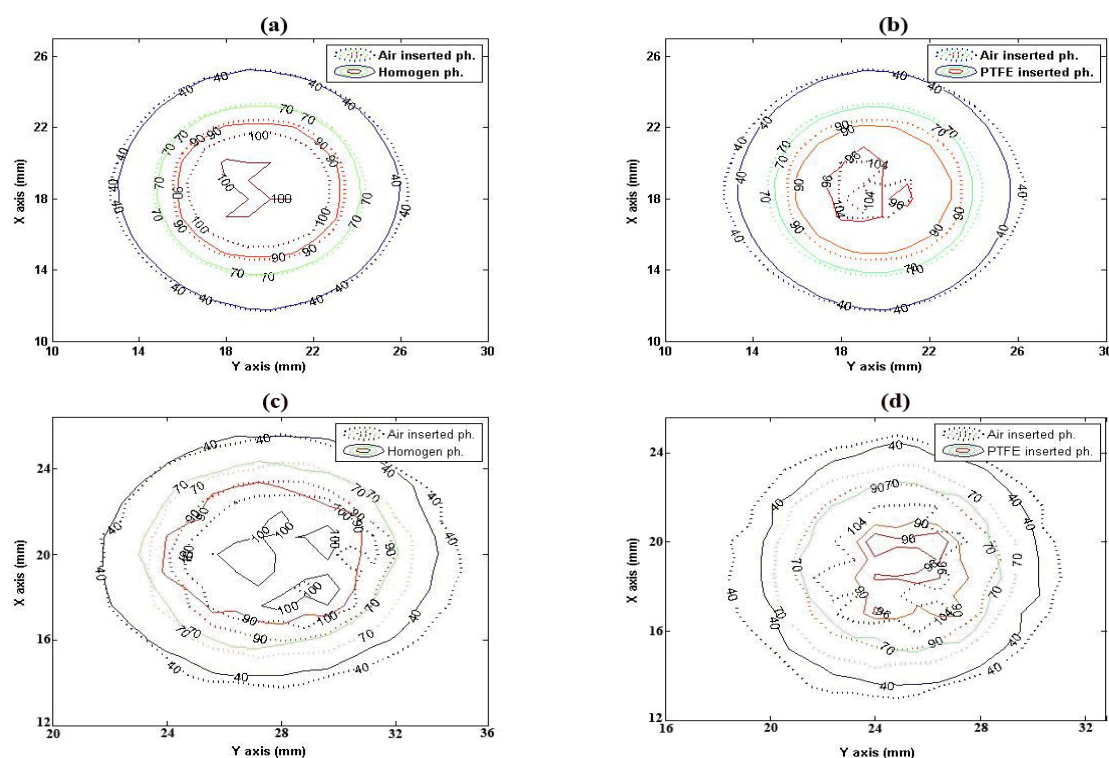 (a)
26
22
18
14
10
10 14 18 22 26 30
X axis (mm)
Y axis (mm)
Air inserted ph.
Homogen ph.
40
70
90
100
(b)
26
22
18
14
10
10 14 18 22 26 30
X axis (mm)
Y axis (mm)
Air inserted ph.
PTFE inserted ph.
40
70
90
96
104
(c)
24
20
16
12
20 24 28 32 36
X axis (mm)
Y axis (mm)
Air inserted ph.
Homogen ph.
40
70
90
100
(d)
24
20
16
12
16 20 24 28 32
X axis (mm)
Y axis (mm)
Air inserted ph.
PTFE inserted ph.
40
70
90
96
104